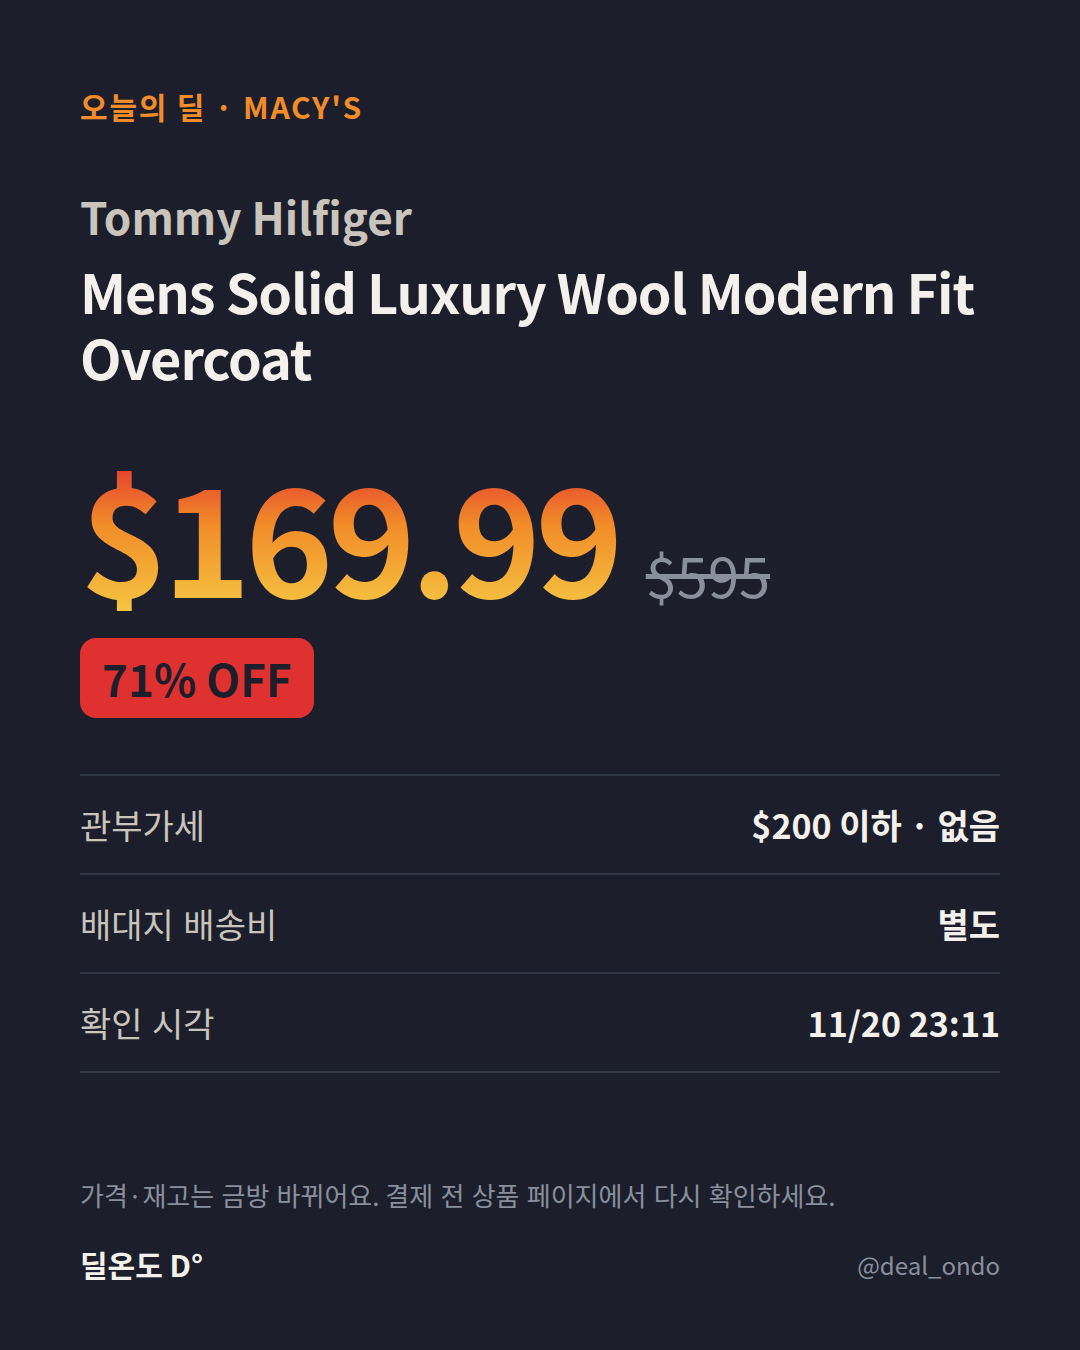 오늘의 딜 · MACY'S
Tommy Hilfiger
Mens Solid Luxury Wool Modern Fit
Overcoat
$169.99 $595
71% OFF
관부가세 $200 이하 · 없음
배대지 배송비 별도
확인 시각 11/20 23:11
가격·재고는 금방 바뀌어요. 결제 전 상품 페이지에서 다시 확인하세요.
딜온도 D° @deal_ondo